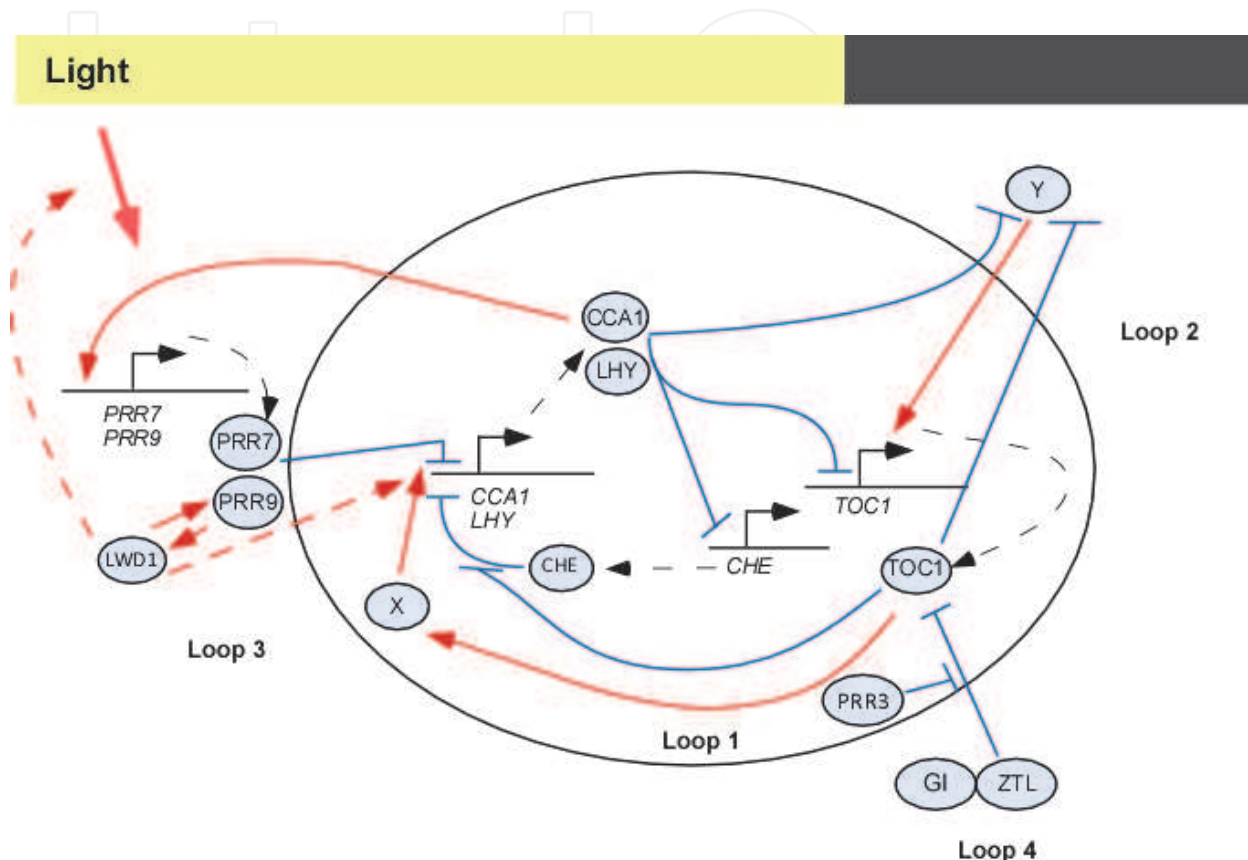 Light
Y
Loop 2
CCA1
LHY
PRR7
PRR9
PRR7
PRR9
CCA1
LHY
TOC1
CHE
CHE
TOC1
LWD1
X
Loop 3
PRR3
Loop 1
GI
ZTL
Loop 4